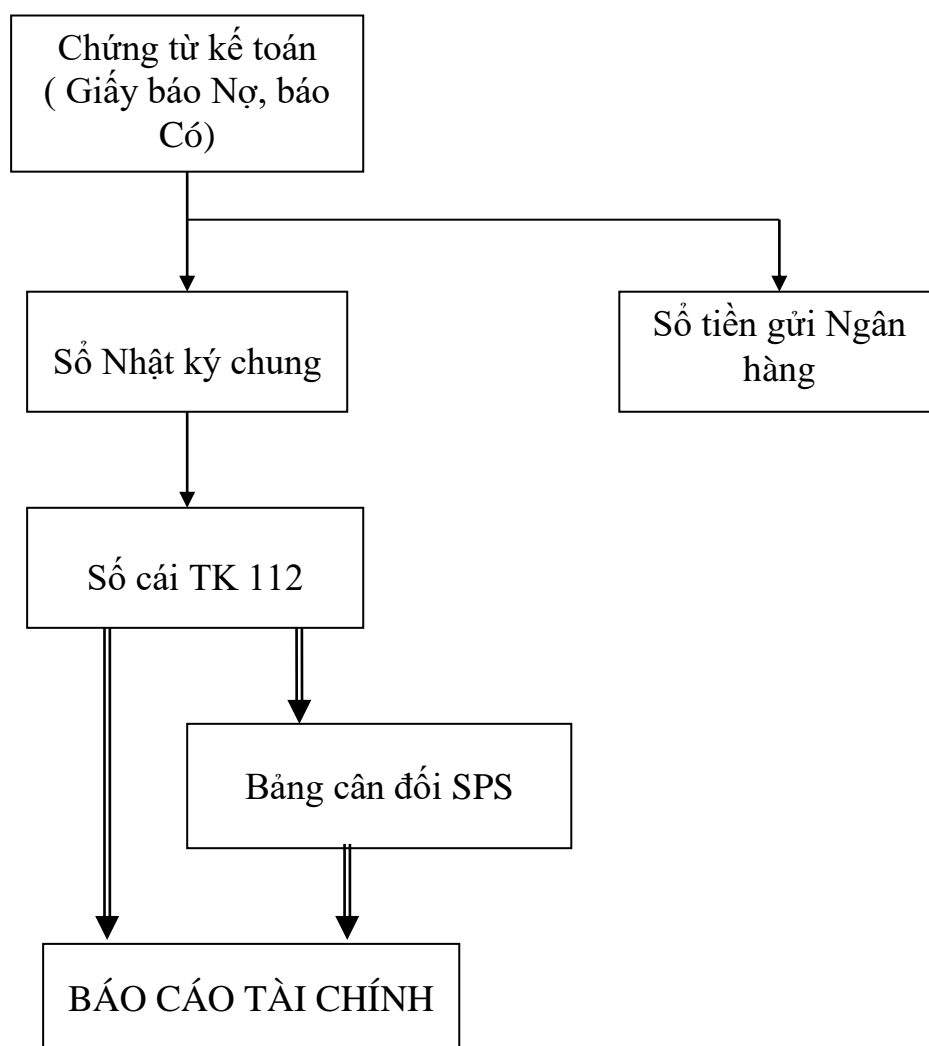 Chứng từ kế toán
( Giấy báo Nợ, báo
Có)
Sổ Nhật ký chung
Sổ tiền gửi Ngân
hàng
Số cái TK 112
Bảng cân đối SPS
BÁO CÁO TÀI CHÍNH